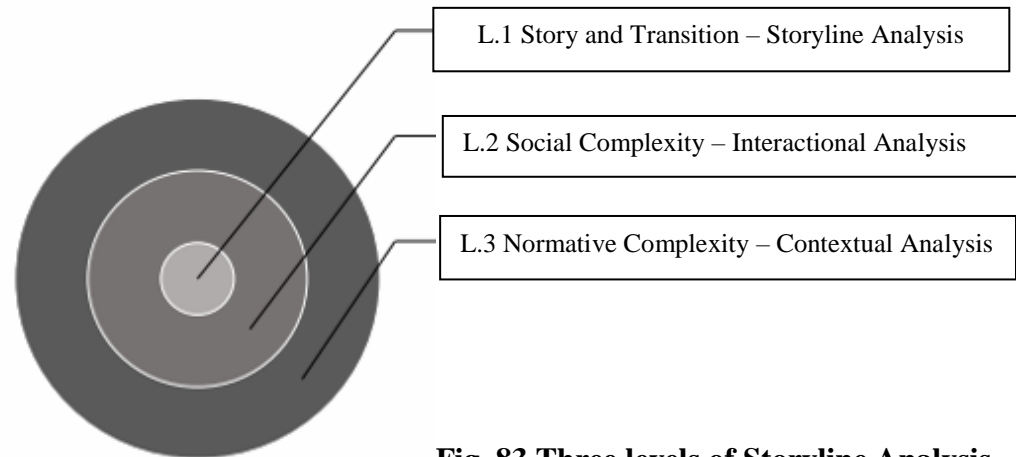 L.1 Story and Transition – Storyline Analysis
L.2 Social Complexity – Interactional Analysis
L.3 Normative Complexity – Contextual Analysis
Fig. 83 Three levels of Storyline Analysis